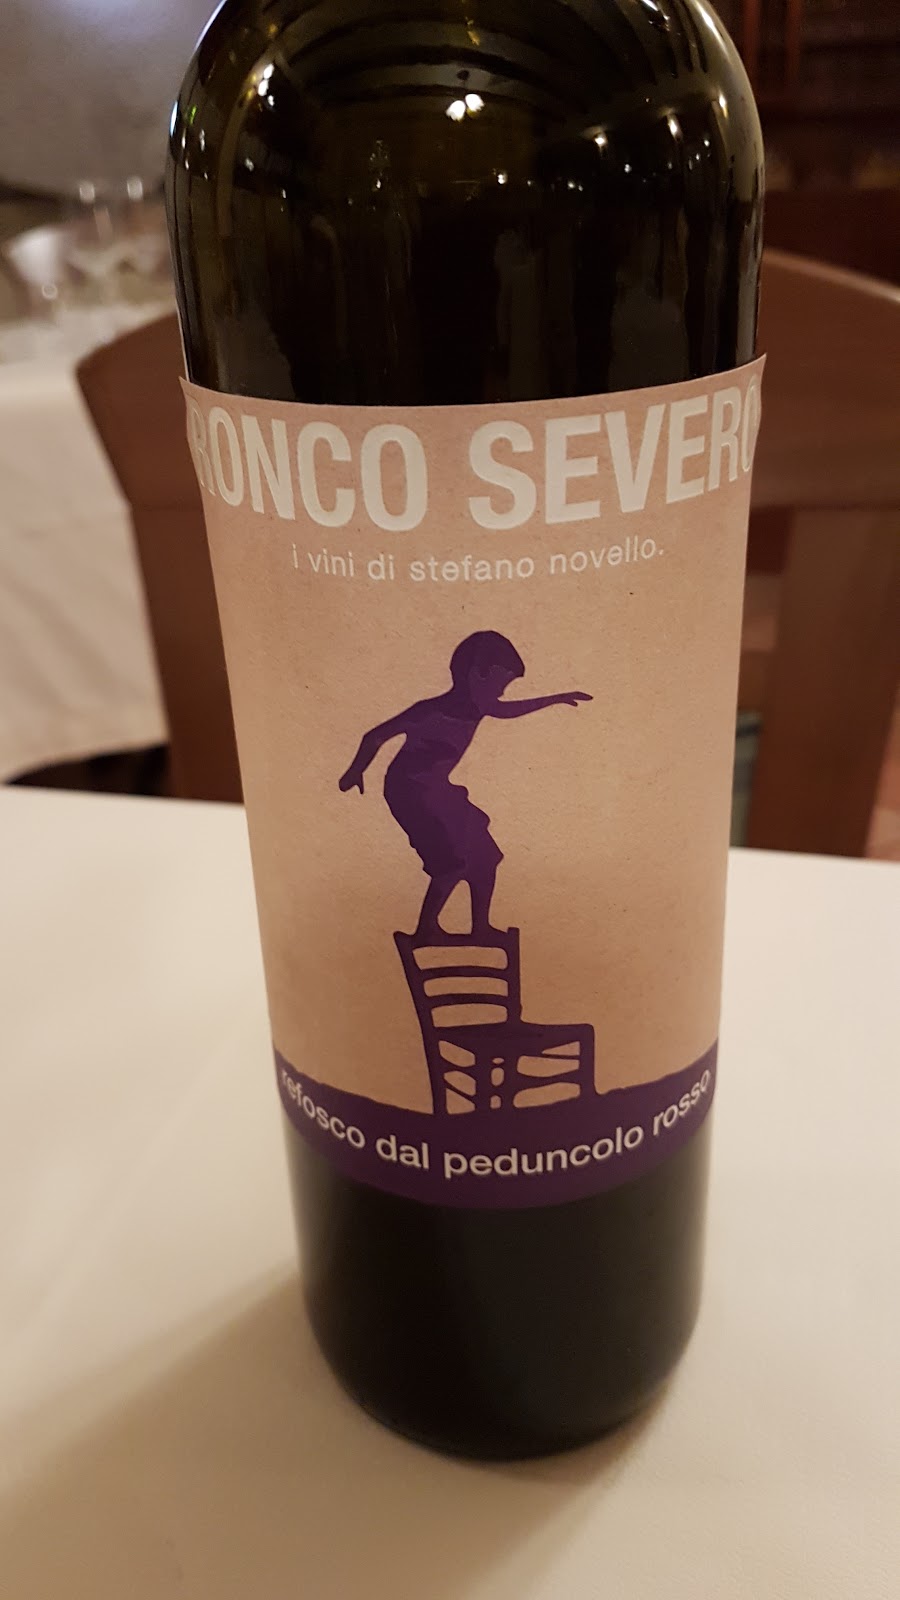 RONCO SEVERO
i vini di stefano novello.
refosco dal peduncolo rosso